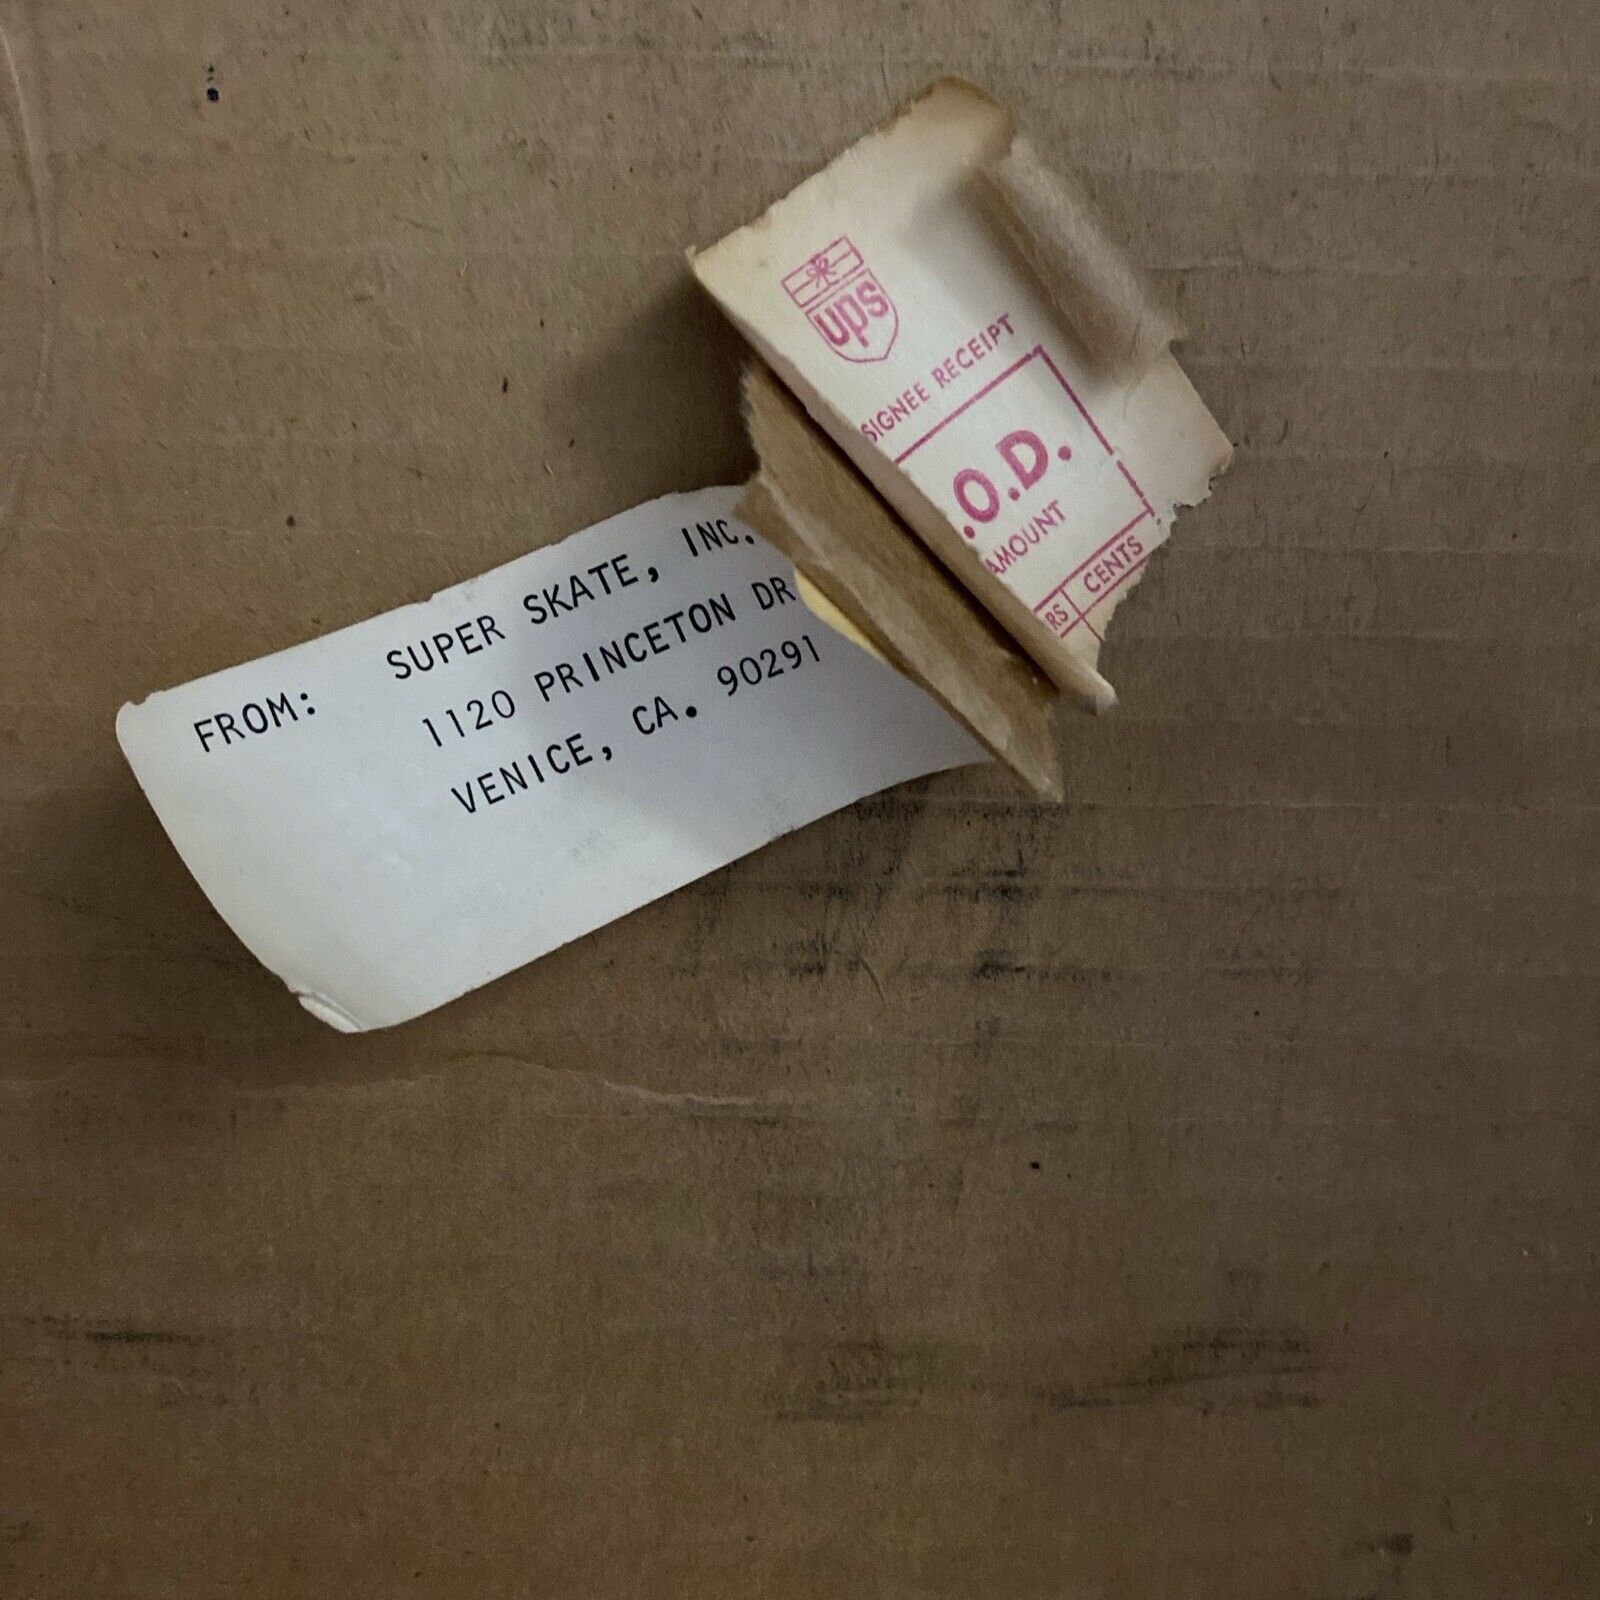 ups
SIGNEE RECEIPT
.O.D.
AMOUNT
RS CENTS
FROM: SUPER SKATE, INC.
1120 PRINCETON DR
VENICE, CA. 90291